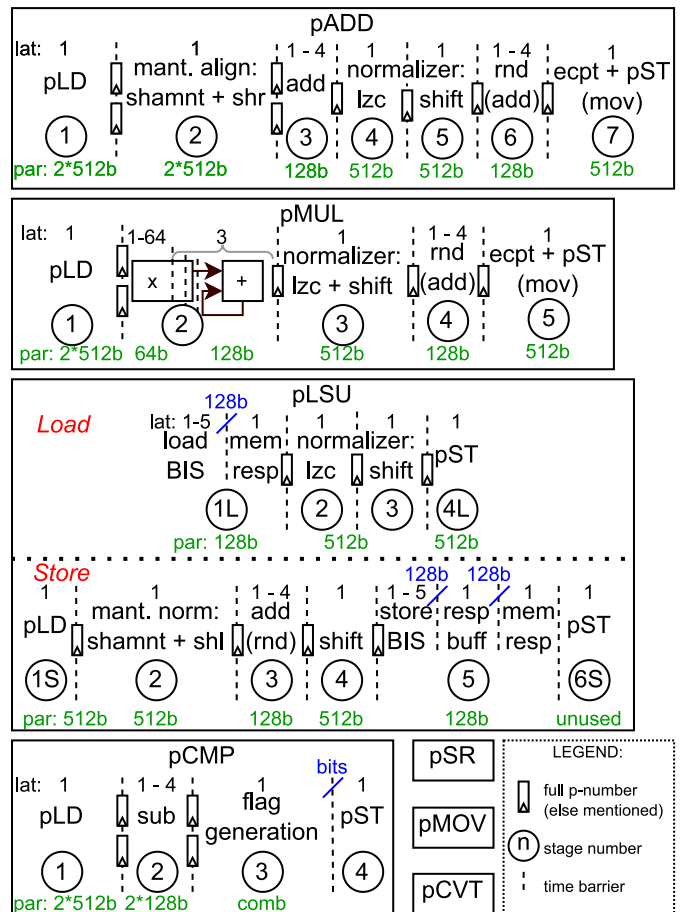 pADD
lat: 1 1 1 - 4 1 1 1 - 4 1
pLD mant. align: add normalizer: rnd ecpt + pST
shamnt + shr lzc shift (add) (mov)
1 2 3 4 5 6 7
par: 2*512b 2*512b 128b 512b 512b 128b 512b
pMUL
lat: 1 1-64 3 1 1 - 4 1
pLD normalizer: rnd ecpt + pST
x + lzc + shift (add) (mov)
1 2 3 4 5
par: 2*512b 64b 128b 512b 128b 512b
pLSU
Load
128b
lat: 1-5 1 1 1 1
load mem normalizer: pST
BIS resp lzc shift
1L 2 3 4L
par: 128b 512b 512b
Store
128b 128b
1 1 1 - 4 1 1 - 5 1 1 1
pLD mant. norm: add store resp mem pST
shamnt + shl (rnd) shift BIS buff resp
1S 2 3 4 5 6S
par: 512b 512b 128b 512b 128b unused
pCMP
bits
lat: 1 1 - 4 1 1
pLD sub flag pST
generation
1 2 3 4
par: 2*512b 2*128b comb
pSR
pMOV
pCVT
LEGEND:
full p-number
(else mentioned)
n stage number
time barrier